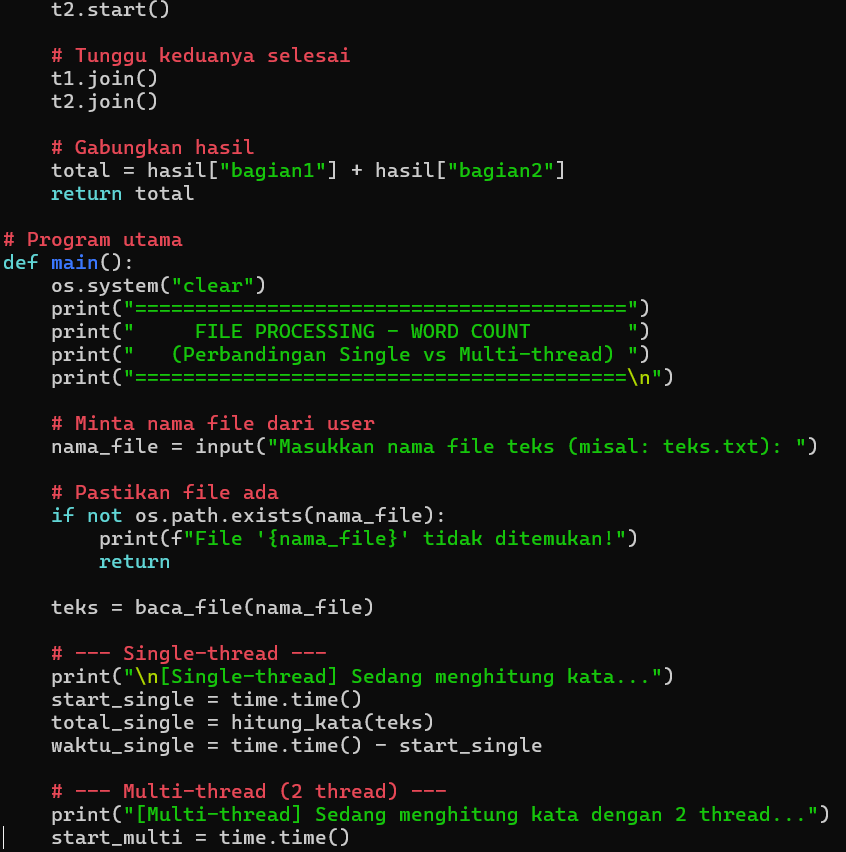 t2.start()

    # Tunggu keduanya selesai
    t1.join()
    t2.join()

    # Gabungkan hasil
    total = hasil["bagian1"] + hasil["bagian2"]
    return total

# Program utama
def main():
    os.system("clear")
    print("=========================================")
    print("     FILE PROCESSING - WORD COUNT        ")
    print("   (Perbandingan Single vs Multi-thread) ")
    print("=========================================\n")

    # Minta nama file dari user
    nama_file = input("Masukkan nama file teks (misal: teks.txt): ")

    # Pastikan file ada
    if not os.path.exists(nama_file):
        print(f"File '{nama_file}' tidak ditemukan!")
        return

    teks = baca_file(nama_file)

    # --- Single-thread ---
    print("\n[Single-thread] Sedang menghitung kata...")
    start_single = time.time()
    total_single = hitung_kata(teks)
    waktu_single = time.time() - start_single

    # --- Multi-thread (2 thread) ---
    print("[Multi-thread] Sedang menghitung kata dengan 2 thread...")
    start_multi = time.time()